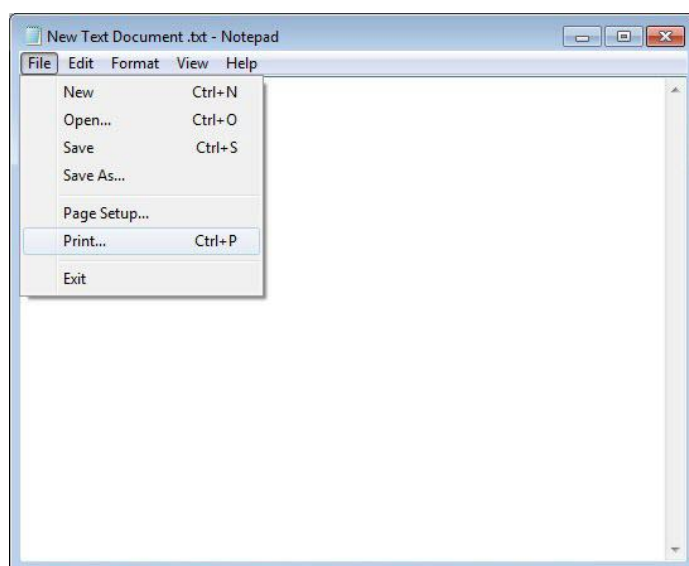 New Text Document .txt - Notepad
File Edit Format View Help
New Ctrl+N
Open... Ctrl+O
Save Ctrl+S
Save As...
Page Setup...
Print... Ctrl+P
Exit